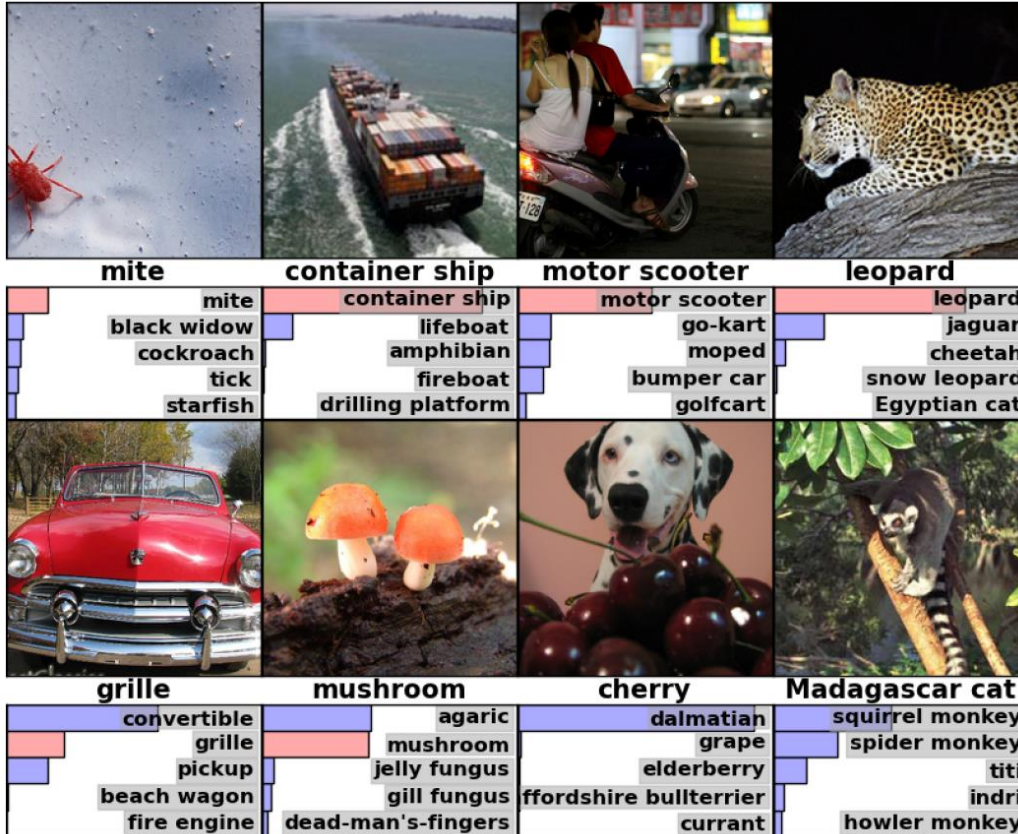 T-128
mite container ship motor scooter leopard
mite
black widow
cockroach
tick
starfish
container ship
lifeboat
amphibian
fireboat
drilling platform
motor scooter
go-kart
moped
bumper car
golfcart
leopard
jaguar
cheetah
snow leopard
Egyptian cat
grille mushroom cherry Madagascar cat
convertible
grille
pickup
beach wagon
fire engine
agaric
mushroom
jelly fungus
gill fungus
dead-man's-fingers
dalmatian
grape
elderberry
ffordshire bullterrier
currant
squirrel monkey
spider monkey
titi
indri
howler monkey